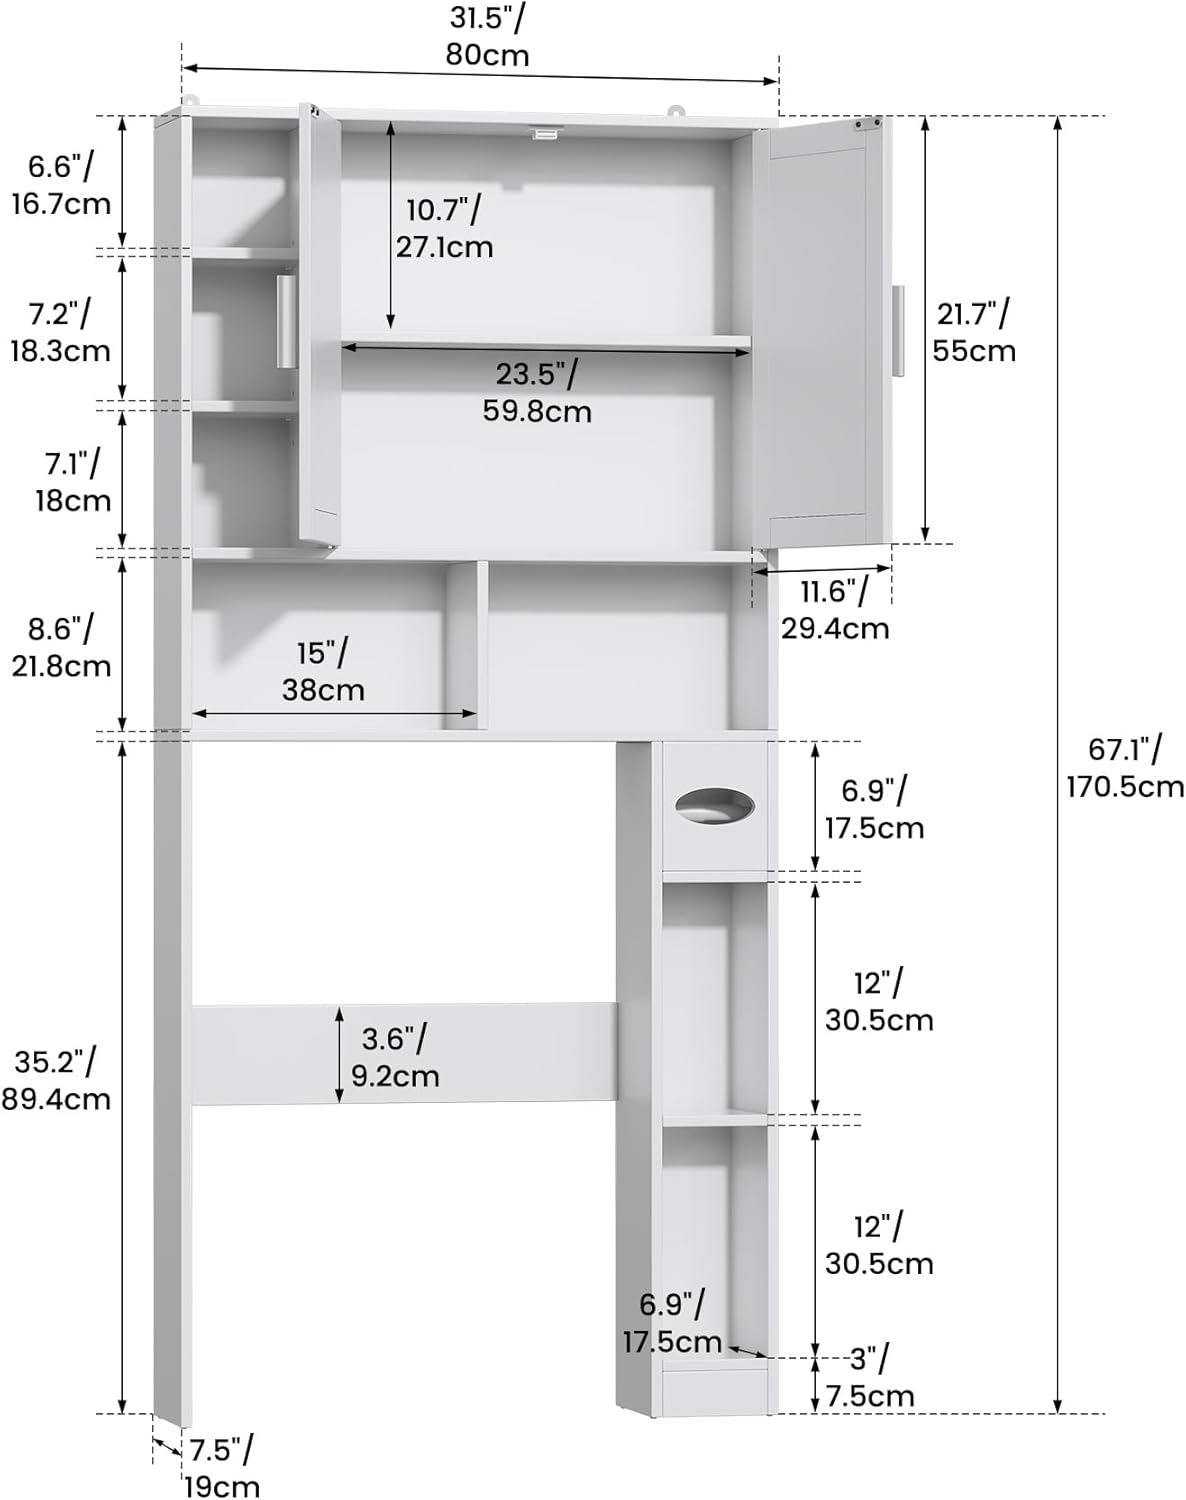 31.5"/
80cm
6.6"/
16.7cm
10.7"/
27.1cm
7.2"/
18.3cm
21.7"/
55cm
23.5"/
59.8cm
7.1"/
18cm
11.6"/
29.4cm
8.6"/
21.8cm
15"/
38cm
67.1"/
170.5cm
6.9"/
17.5cm
12"/
30.5cm
35.2"/
89.4cm
3.6"/
9.2cm
12"/
30.5cm
6.9"/
17.5cm
3"/
7.5cm
7.5"/
19cm